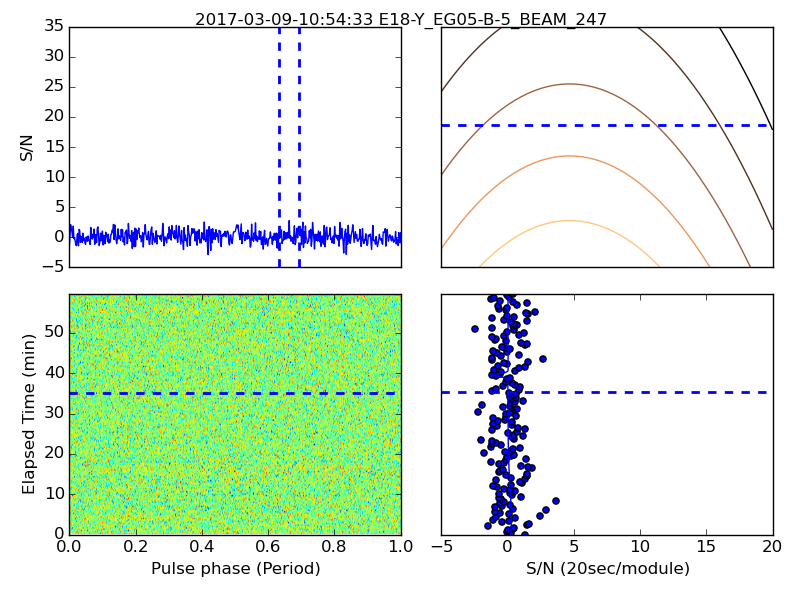 2017-03-09-10:54:33 E18-Y_EG05-B-5_BEAM_247
35
30
25
20
15
10
5
0
−5
S/N
50
40
30
20
10
0
Elapsed Time (min)
0.0 0.2 0.4 0.6 0.8 1.0
Pulse phase (Period)
−5 0 5 10 15 20
S/N (20sec/module)